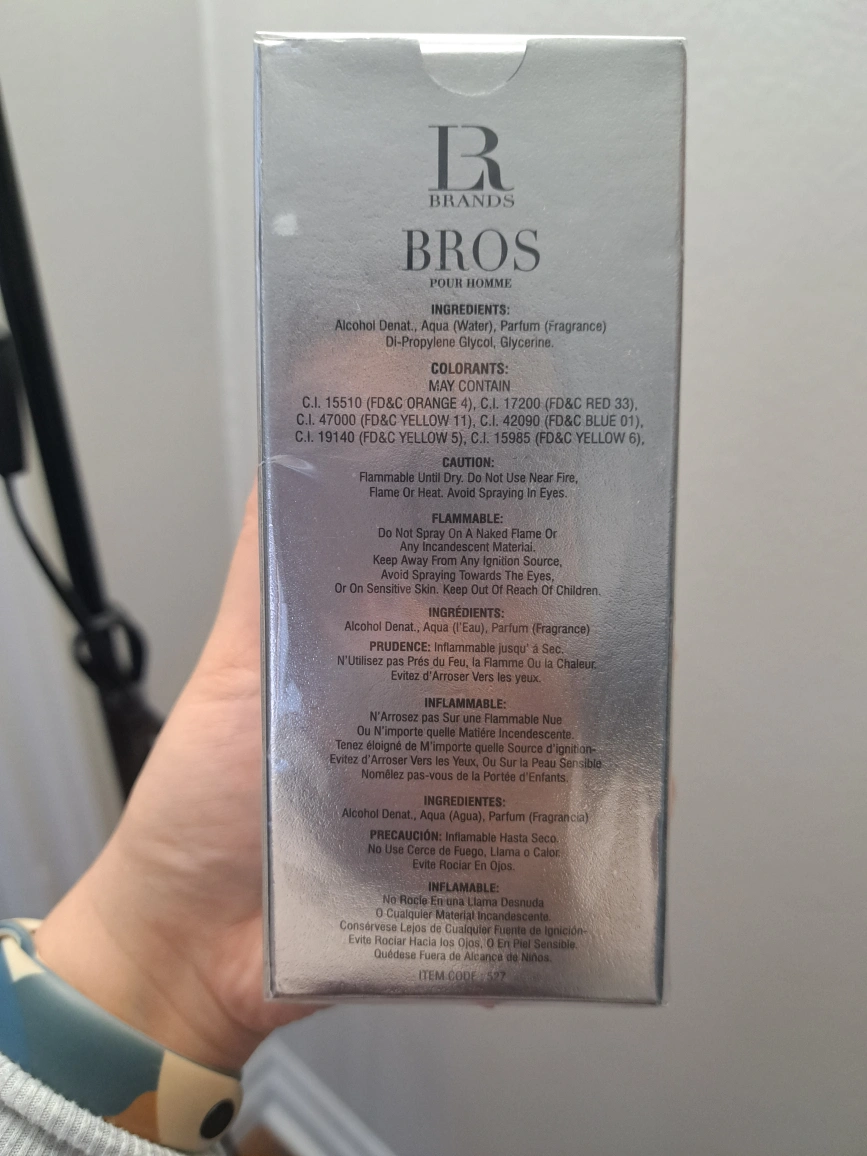 LR
BRANDS
BROS
POUR HOMME
INGREDIENTS:
Alcohol Denat., Aqua (Water), Parfum (Fragrance)
Di-Propylene Glycol, Glycerine.
COLORANTS:
MAY CONTAIN
C.I. 15510 (FD&C ORANGE 4), C.I. 17200 (FD&C RED 33),
C.I. 47000 (FD&C YELLOW 11), C.I. 42090 (FD&C BLUE 01),
C.I. 19140 (FD&C YELLOW 5), C.I. 15985 (FD&C YELLOW 6),
CAUTION:
Flammable Until Dry. Do Not Use Near Fire,
Flame Or Heat. Avoid Spraying In Eyes.
FLAMMABLE:
Do Not Spray On A Naked Flame Or
Any Incandescent Material.
Keep Away From Any Ignition Source,
Avoid Spraying Towards The Eyes,
Or On Sensitive Skin. Keep Out Of Reach Of Children.
INGRÉDIENTS:
Alcohol Denat., Aqua (l'Eau), Parfum (Fragrance)
PRUDENCE: Inflammable jusqu' à Sec.
N'Utilisez pas Prés du Feu, la Flamme Ou la Chaleur.
Evitez d'Arroser Vers les yeux.
INFLAMMABLE:
N'Arrosez pas Sur une Flammable Nue
Ou N'importe quelle Matiére Incendescente.
Tenez éloigné de M'importe quelle Source d'ignition-
Evitez d'Arroser Vers les Yeux, Ou Sur la Peau Sensible
Nomêlez pas-vous de la Portée d'Enfants.
INGREDIENTES:
Alcohol Denat., Aqua (Agua), Parfum (Fragrancia)
PRECAUCIÓN: Inflamable Hasta Seco.
No Use Cerce de Fuego, Llama o Calor.
Evite Rociar En Ojos.
INFLAMABLE:
No Rocíe En una Llama Desnuda
O Cualquier Material Incandescente.
Consérvese Lejos de Cualquier Fuente de Ignición-
Evite Rociar Hacia los Ojos, O En Piel Sensible.
Quédese Fuera de Alcance de Niños.
ITEM CODE : 527